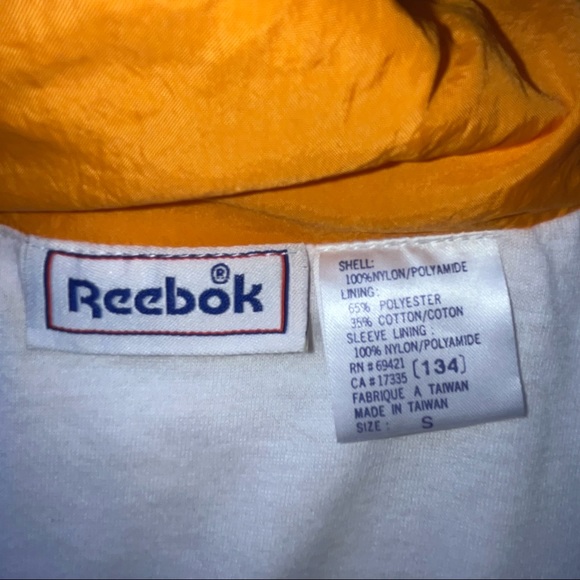 Reebok®
SHELL:
100%NYLON/POLYAMIDE
LINING:
65% POLYESTER
35% COTTON/COTON
SLEEVE LINING:
100% NYLON/POLYAMIDE
RN # 69421 [134]
CA # 17335
FABRIQUE A TAIWAN
MADE IN TAIWAN
SIZE: S